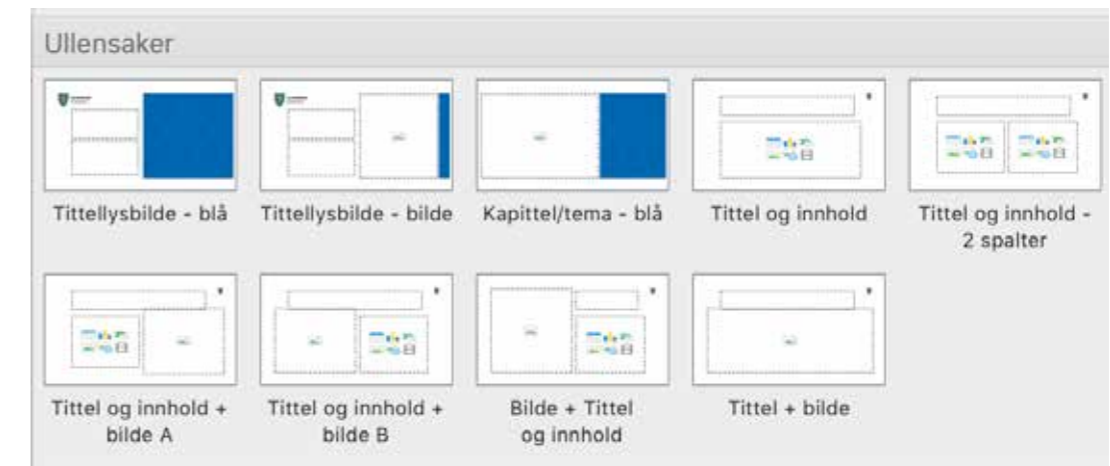 Ullensaker
Tittellysbilde - blå
Tittellysbilde - bilde
Kapittel/tema - blå
Tittel og innhold
Tittel og innhold -
2 spalter
Tittel og innhold +
bilde A
Tittel og innhold +
bilde B
Bilde + Tittel
og innhold
Tittel + bilde